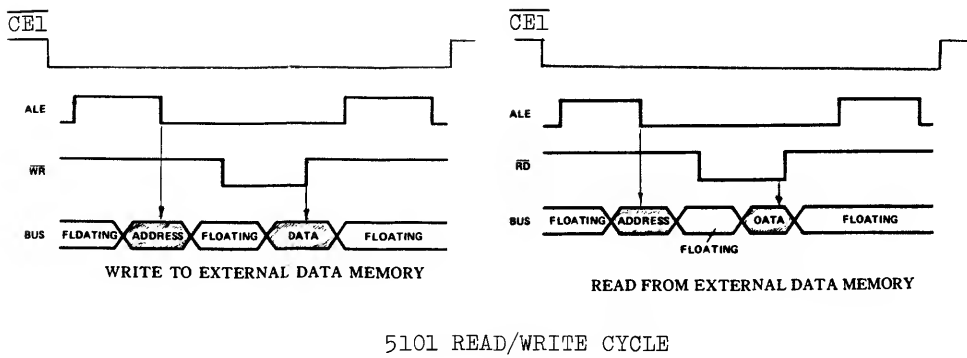 CE1
ALE
WR
BUS
FLDATING ADDRESS FLOATING DATA FLOATING
WRITE TO EXTERNAL DATA MEMORY
CE1
ALE
RD
BUS
FLOATING ADDRESS FLOATING OATA FLOATING
READ FROM EXTERNAL DATA MEMORY
5101 READ/WRITE CYCLE